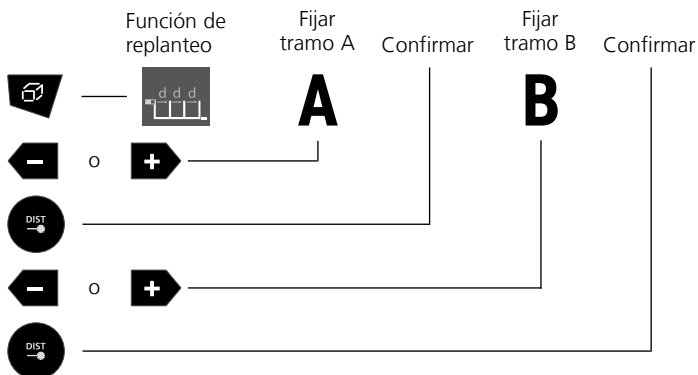 Función de
replanteo
Fijar
tramo A
Confirmar
Fijar
tramo B
Confirmar
d d d
A
B
- o +
DIST
- o +
DIST